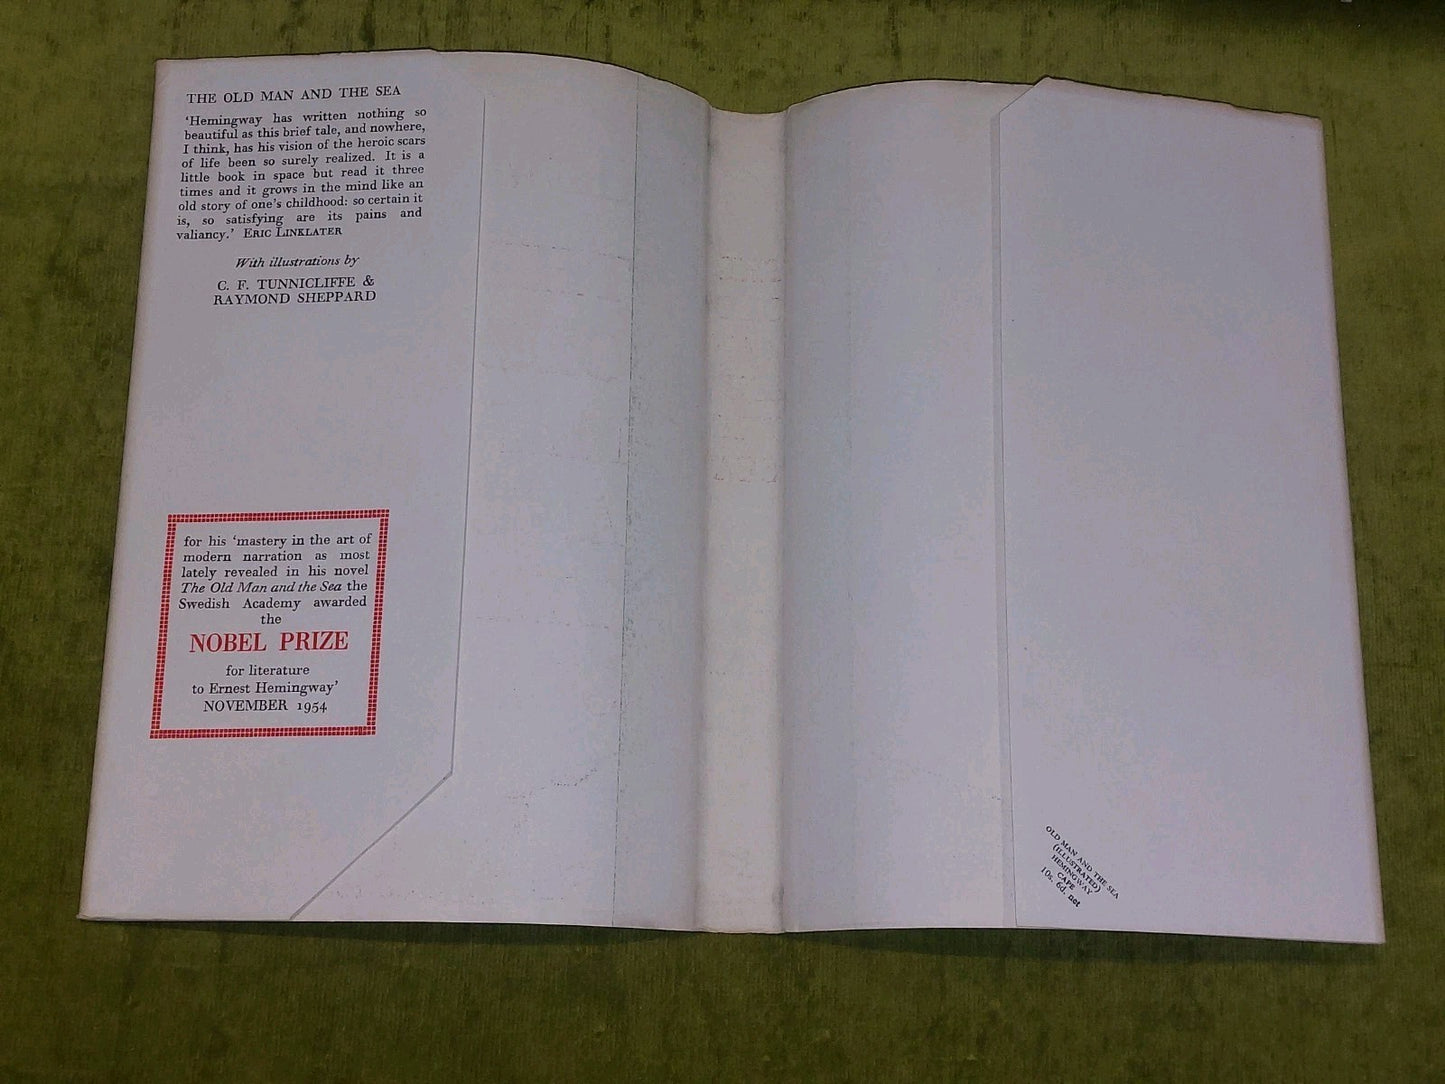 THE OLD MAN AND THE SEA
‘Hemingway has written nothing so
beautiful as this brief tale, and nowhere,
I think, has his vision of the heroic scars
of life been so surely realized. It is a
little book in space but read it three
times and it grows in the mind like an
old story of one's childhood: so certain it
is, so satisfying are its pains and
valiancy.’ ERIC LINKLATER
With illustrations by
C. F. TUNNICLIFFE &
RAYMOND SHEPPARD
for his ‘mastery in the art of
modern narration as most
lately revealed in his novel
The Old Man and the Sea the
Swedish Academy awarded
the
NOBEL PRIZE
for literature
to Ernest Hemingway’
NOVEMBER 1954
OLD MAN AND THE SEA
(ILLUSTRATED)
HEMINGWAY
CAPE
10s. 6d. net